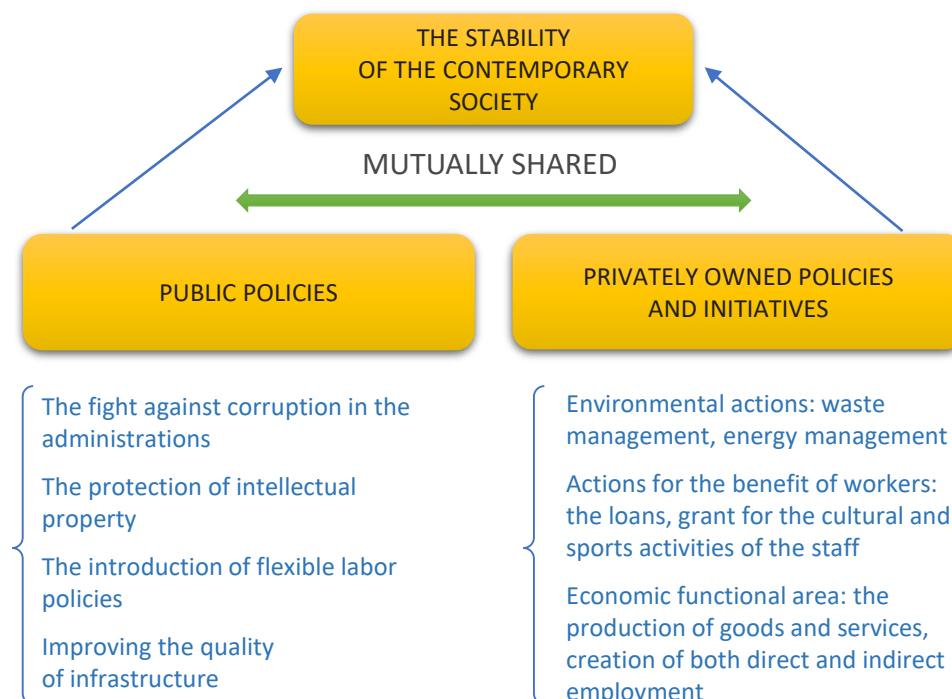 THE STABILITY
OF THE CONTEMPORARY
SOCIETY
MUTUALLY SHARED
PUBLIC POLICIES
PRIVATELY OWNED POLICIES
AND INITIATIVES
The fight against corruption in the
administrations
The protection of intellectual
property
The introduction of flexible labor
policies
Improving the quality
of infrastructure
Environmental actions: waste
management, energy management
Actions for the benefit of workers:
the loans, grant for the cultural and
sports activities of the staff
Economic functional area: the
production of goods and services,
creation of both direct and indirect
employment